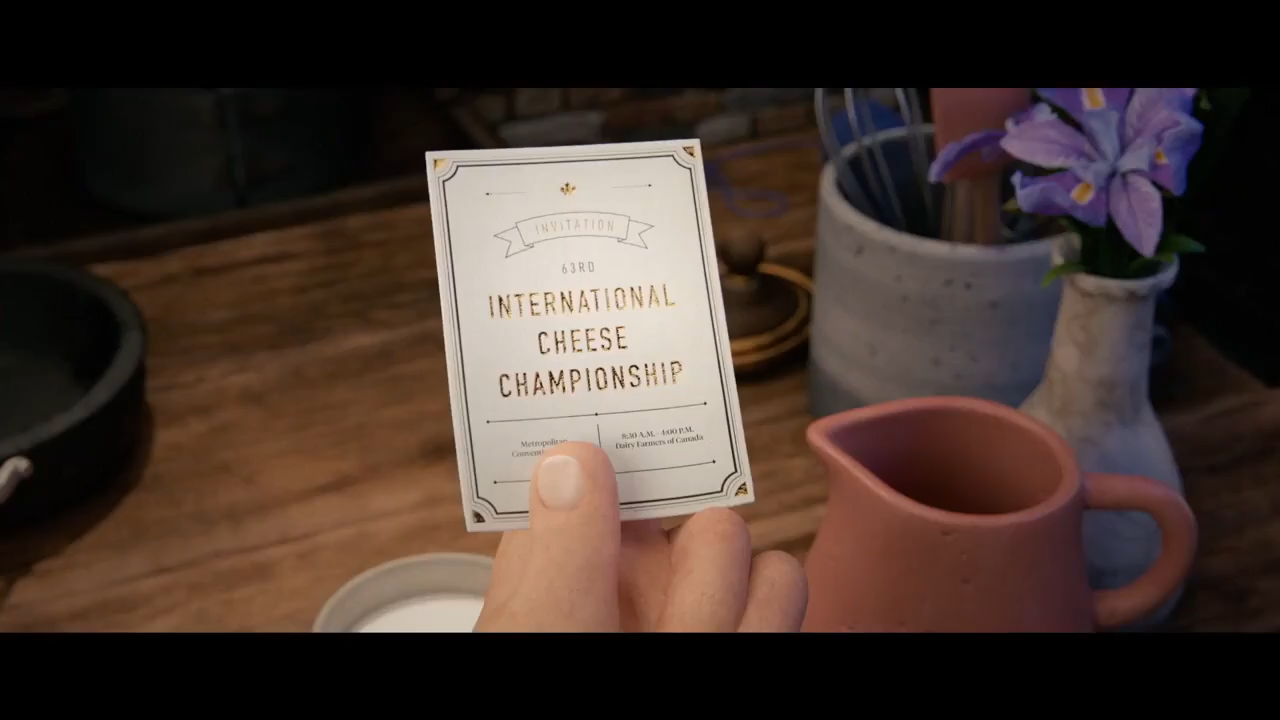 INVITATION
63RD
INTERNATIONAL
CHEESE
CHAMPIONSHIP
Metropolitan
8:30 A.M. - 4:00 P.M.
Dairy Farmers of Canada